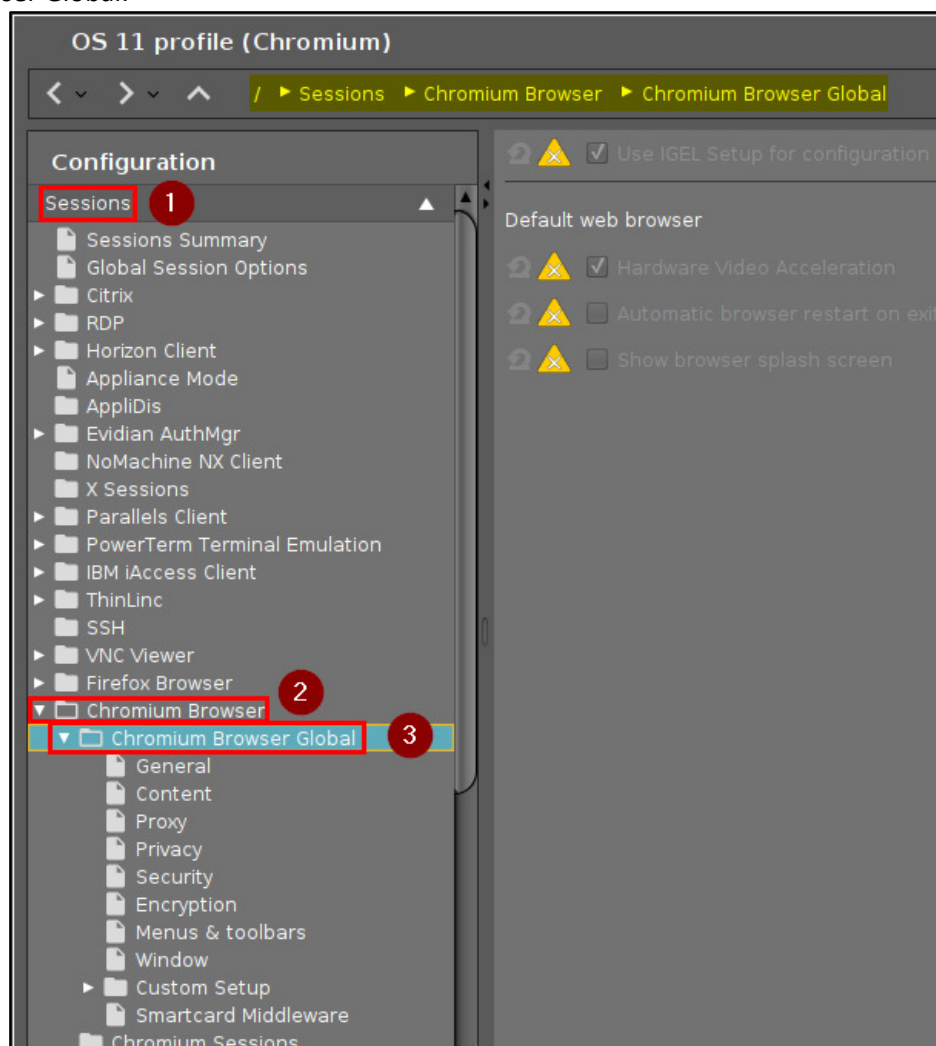 OS 11 profile (Chromium)
/ ► Sessions ► Chromium Browser ► Chromium Browser Global
Configuration
Sessions
1
Sessions Summary
Global Session Options
Citrix
RDP
Horizon Client
Appliance Mode
AppliDis
Evidian AuthMgr
NoMachine NX Client
X Sessions
Parallels Client
PowerTerm Terminal Emulation
IBM iAccess Client
ThinLinc
SSH
VNC Viewer
Firefox Browser
2
Chromium Browser
Chromium Browser Global
3
General
Content
Proxy
Privacy
Security
Encryption
Menus & toolbars
Window
Custom Setup
Smartcard Middleware
Chromium Sessions
Use IGEL Setup for configuration
Default web browser
Hardware Video Acceleration
Automatic browser restart on exit
Show browser splash screen